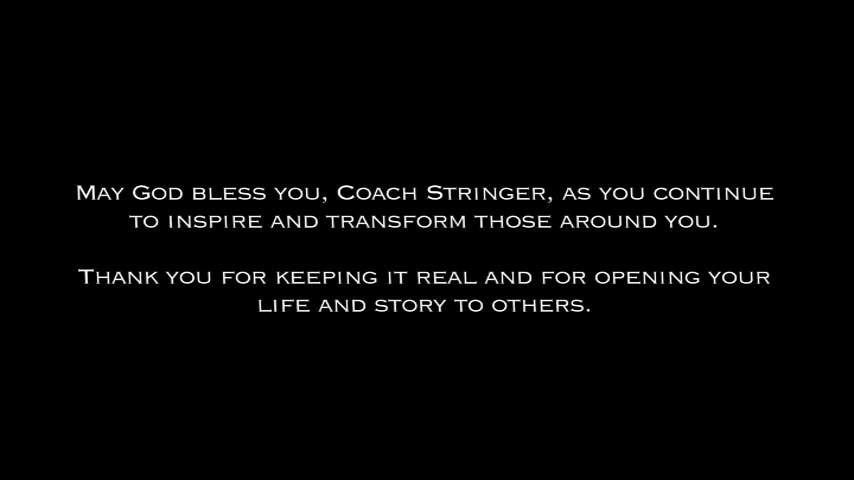 May God bless you, Coach Stringer, as you continue
to inspire and transform those around you.
Thank you for keeping it real and for opening your
life and story to others.